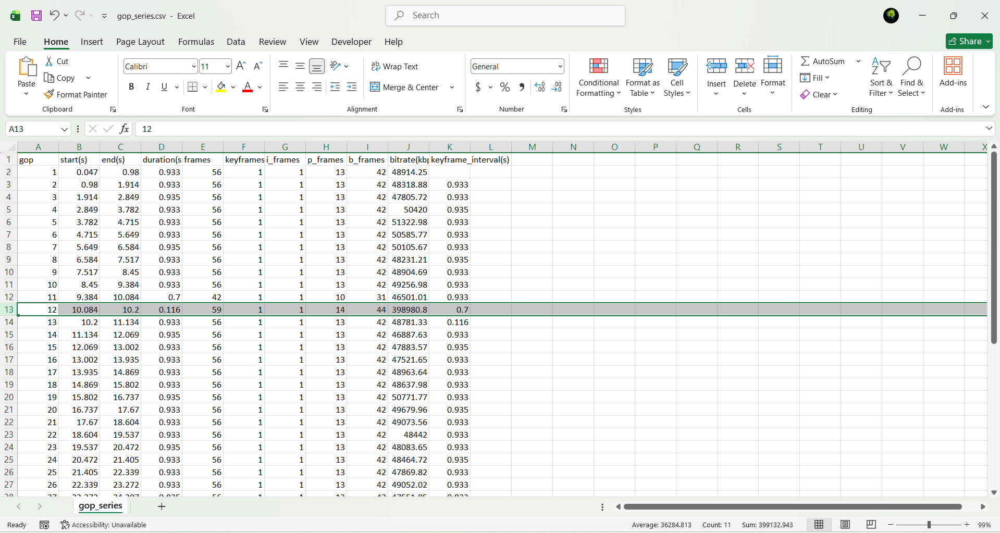 gop_series.csv - Excel
Search
File Home Insert Page Layout Formulas Data Review View Developer Help
Share
Paste
Cut
Copy
Format Painter
Clipboard
Calibri 11
B I U
Font
Wrap Text
Merge & Center
Alignment
General
$ % ,
Number
Conditional Formatting
Format as Table
Cell Styles
Styles
Insert Delete Format
Cells
AutoSum
Fill
Clear
Sort & Filter
Find & Select
Editing
Add-ins
Add-ins
A13 fx 12
A B C D E F G H I J K L M N O P Q R S T U V W X
1 gop start(s) end(s) duration(s frames keyframes i_frames p_frames b_frames bitrate(kbp keyframe_interval(s)
2 1 0.047 0.98 0.933 56 1 1 13 42 48914.25
3 2 0.98 1.914 0.933 56 1 1 13 42 48318.88 0.933
4 3 1.914 2.849 0.935 56 1 1 13 42 47805.72 0.933
5 4 2.849 3.782 0.933 56 1 1 13 42 50420 0.935
6 5 3.782 4.715 0.933 56 1 1 13 42 51322.98 0.933
7 6 4.715 5.649 0.933 56 1 1 13 42 50585.77 0.933
8 7 5.649 6.584 0.935 56 1 1 13 42 50105.67 0.933
9 8 6.584 7.517 0.933 56 1 1 13 42 48231.21 0.935
10 9 7.517 8.45 0.933 56 1 1 13 42 48904.69 0.933
11 10 8.45 9.384 0.933 56 1 1 13 42 49256.98 0.933
12 11 9.384 10.084 0.7 42 1 1 10 31 46501.01 0.933
13 12 10.084 10.2 0.116 59 1 1 14 44 398980.8 0.7
14 13 10.2 11.134 0.933 56 1 1 13 42 48781.33 0.116
15 14 11.134 12.069 0.935 56 1 1 13 42 46887.63 0.933
16 15 12.069 13.002 0.933 56 1 1 13 42 47883.57 0.935
17 16 13.002 13.935 0.933 56 1 1 13 42 47521.65 0.933
18 17 13.935 14.869 0.933 56 1 1 13 42 48963.64 0.933
19 18 14.869 15.802 0.933 56 1 1 13 42 48637.98 0.933
20 19 15.802 16.737 0.935 56 1 1 13 42 50771.77 0.933
21 20 16.737 17.67 0.933 56 1 1 13 42 49679.96 0.935
22 21 17.67 18.604 0.933 56 1 1 13 42 49073.56 0.933
23 22 18.604 19.537 0.933 56 1 1 13 42 48442 0.933
24 23 19.537 20.472 0.935 56 1 1 13 42 48083.65 0.933
25 24 20.472 21.405 0.933 56 1 1 13 42 48464.72 0.935
26 25 21.405 22.339 0.933 56 1 1 13 42 47869.82 0.933
27 26 22.339 23.272 0.933 56 1 1 13 42 49052.02 0.933
gop_series
Ready Accessibility: Unavailable Average: 36284.813 Count: 11 Sum: 399132.943 99%